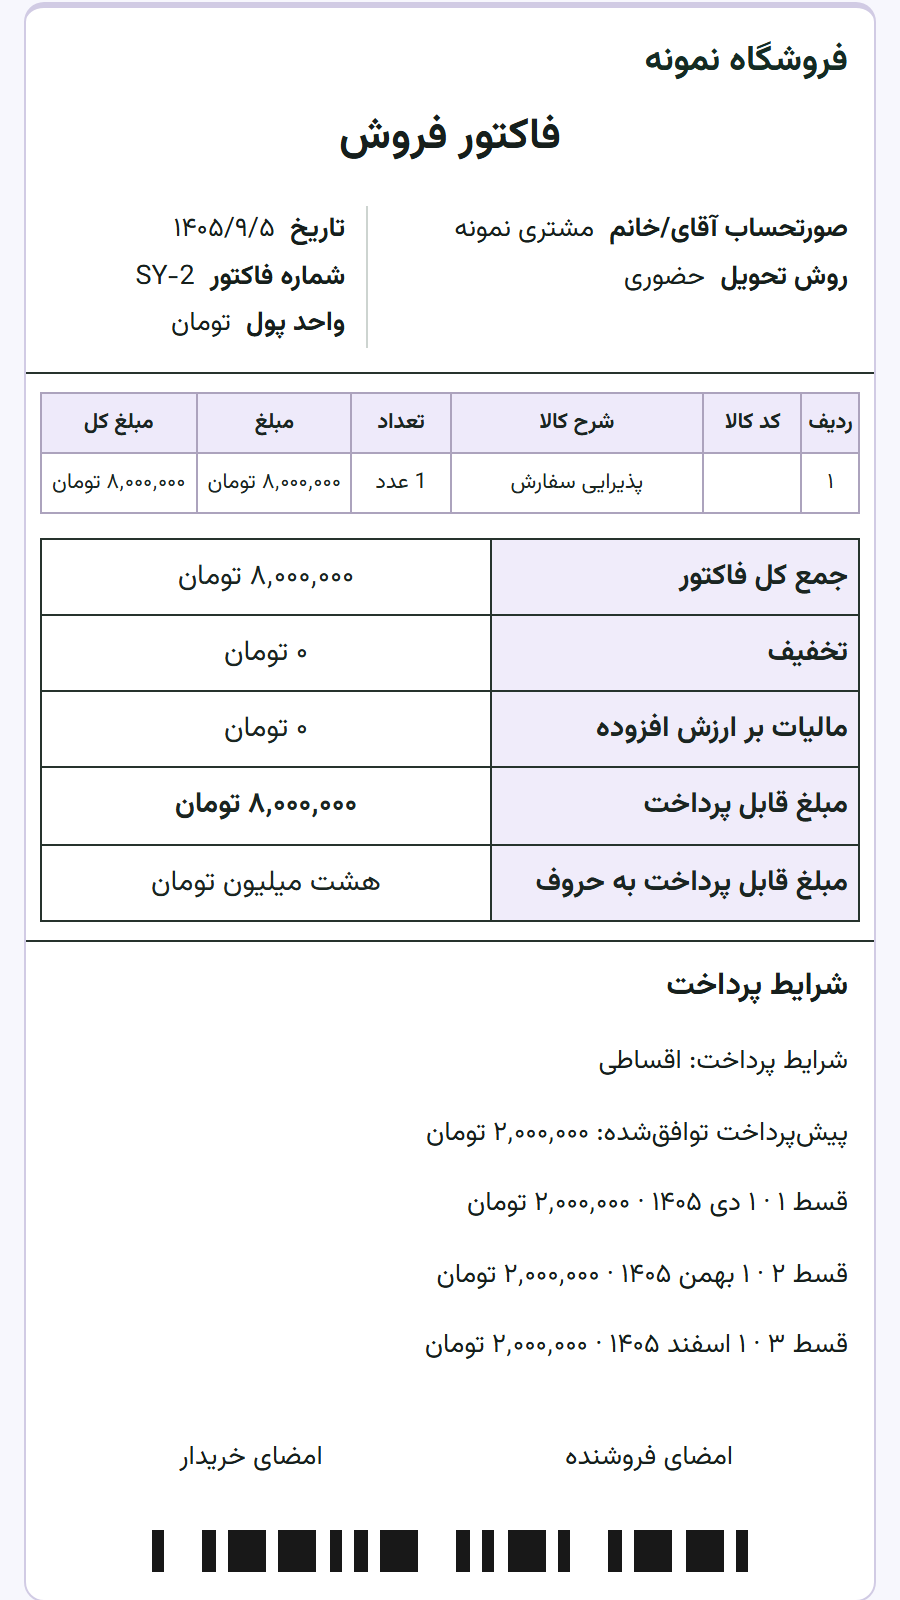 فروشگاه نمونه
فاکتور فروش
صورتحساب آقای/خانم مشتری نمونه
روش تحویل حضوری
تاریخ ۱۴۰۵/۹/۵
شماره فاکتور SY-2
واحد پول تومان
ردیف کد کالا شرح کالا تعداد مبلغ مبلغ کل
۱ پذیرایی سفارش 1 عدد ۸,۰۰۰,۰۰۰ تومان ۸,۰۰۰,۰۰۰ تومان
جمع کل فاکتور ۸,۰۰۰,۰۰۰ تومان
تخفیف ۰ تومان
مالیات بر ارزش افزوده ۰ تومان
مبلغ قابل پرداخت ۸,۰۰۰,۰۰۰ تومان
مبلغ قابل پرداخت به حروف هشت میلیون تومان
شرایط پرداخت
شرایط پرداخت: اقساطی
پیش‌پرداخت توافق‌شده: ۲,۰۰۰,۰۰۰ تومان
قسط ۱ · ۱ دی ۱۴۰۵ · ۲,۰۰۰,۰۰۰ تومان
قسط ۲ · ۱ بهمن ۱۴۰۵ · ۲,۰۰۰,۰۰۰ تومان
قسط ۳ · ۱ اسفند ۱۴۰۵ · ۲,۰۰۰,۰۰۰ تومان
امضای فروشنده امضای خریدار